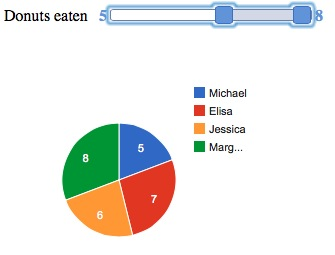 Donuts eaten 5 8
Michael
Elisa
Jessica
Marg...
5
8
7
6